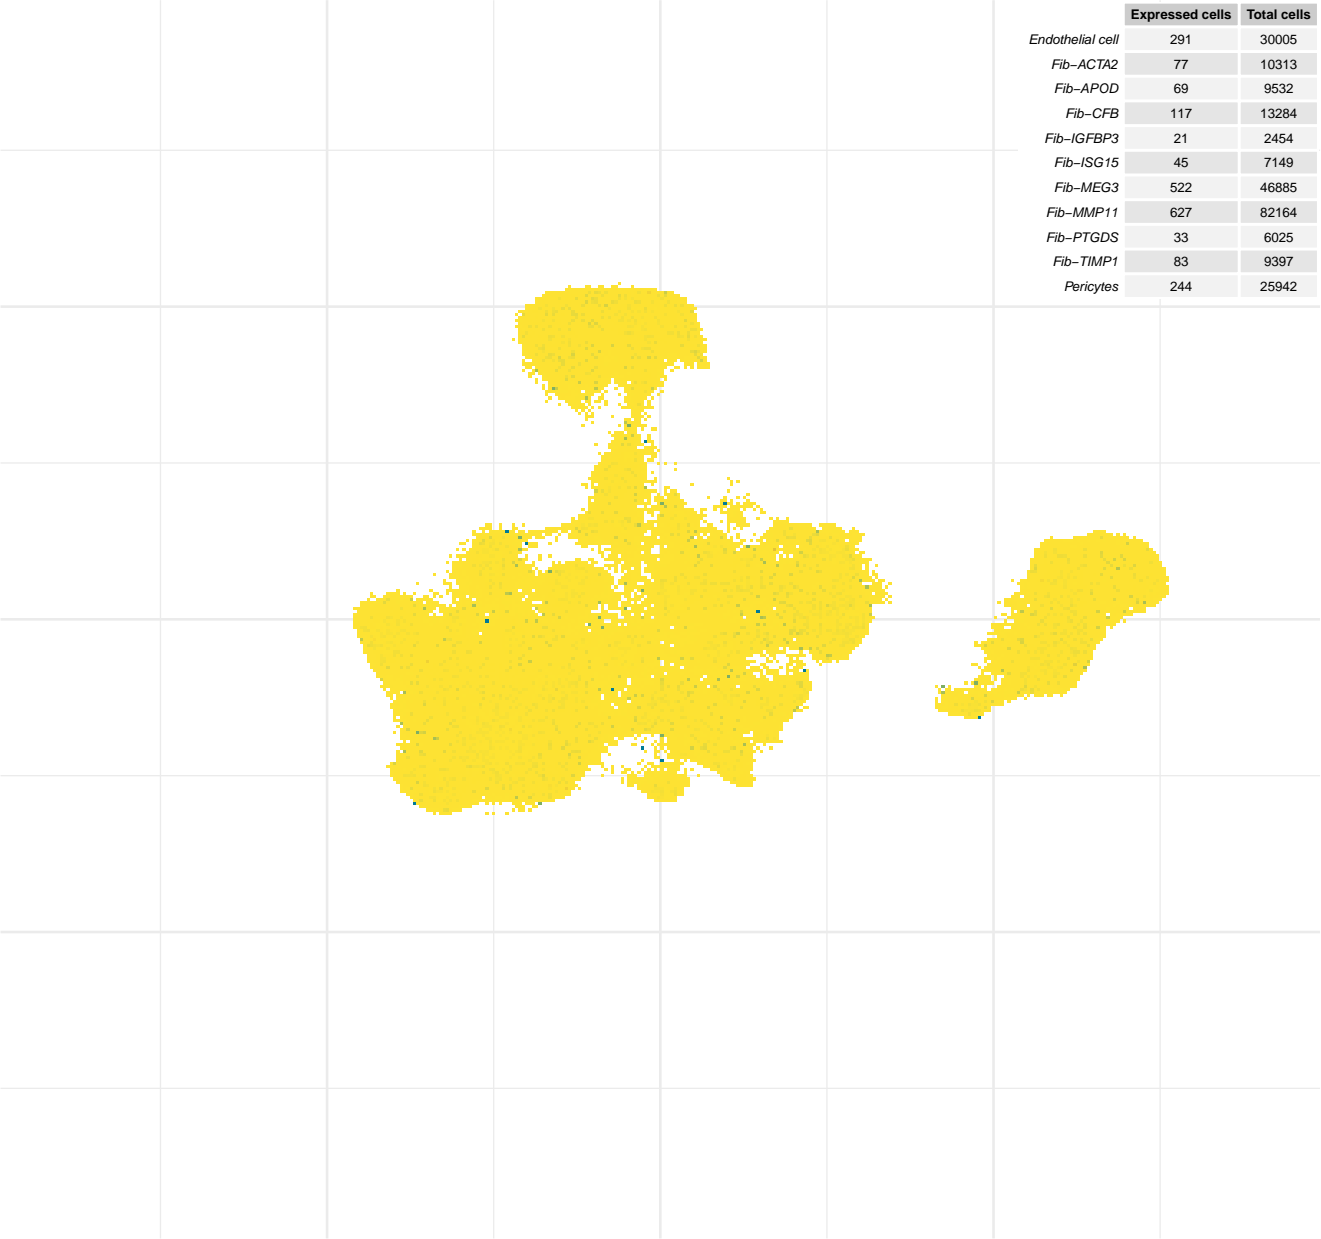 Expressed cells Total cells
Endothelial cell 291 30005
Fib−ACTA2 77 10313
Fib−APOD 69 9532
Fib−CFB 117 13284
Fib−IGFBP3 21 2454
Fib−ISG15 45 7149
Fib−MEG3 522 46885
Fib−MMP11 627 82164
Fib−PTGDS 33 6025
Fib−TIMP1 83 9397
Pericytes 244 25942